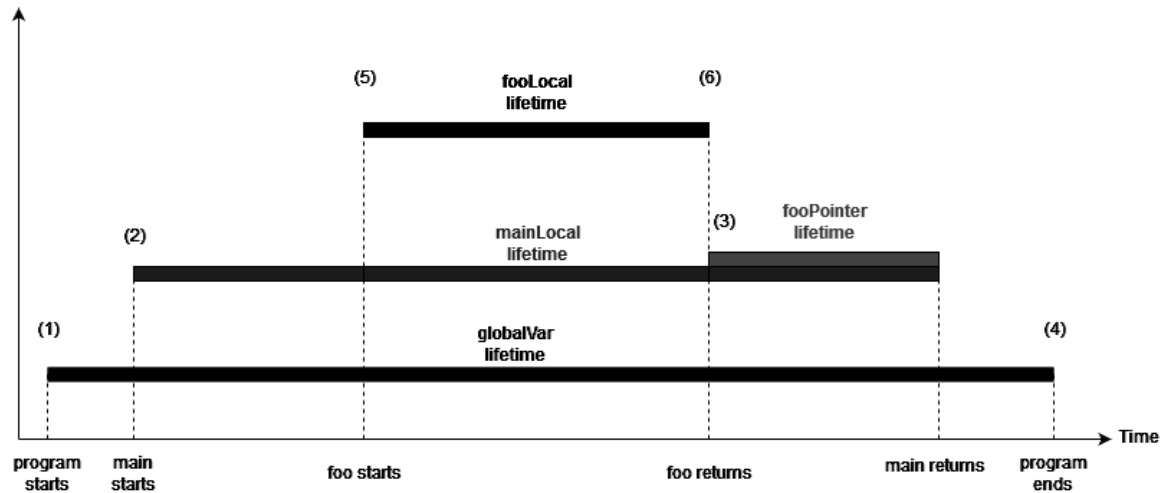 (5)
fooLocal
lifetime
(6)
(2)
mainLocal
lifetime
(3)
fooPointer
lifetime
(1)
globalVar
lifetime
(4)
Time
program
starts
main
starts
foo starts
foo returns
main returns
program
ends